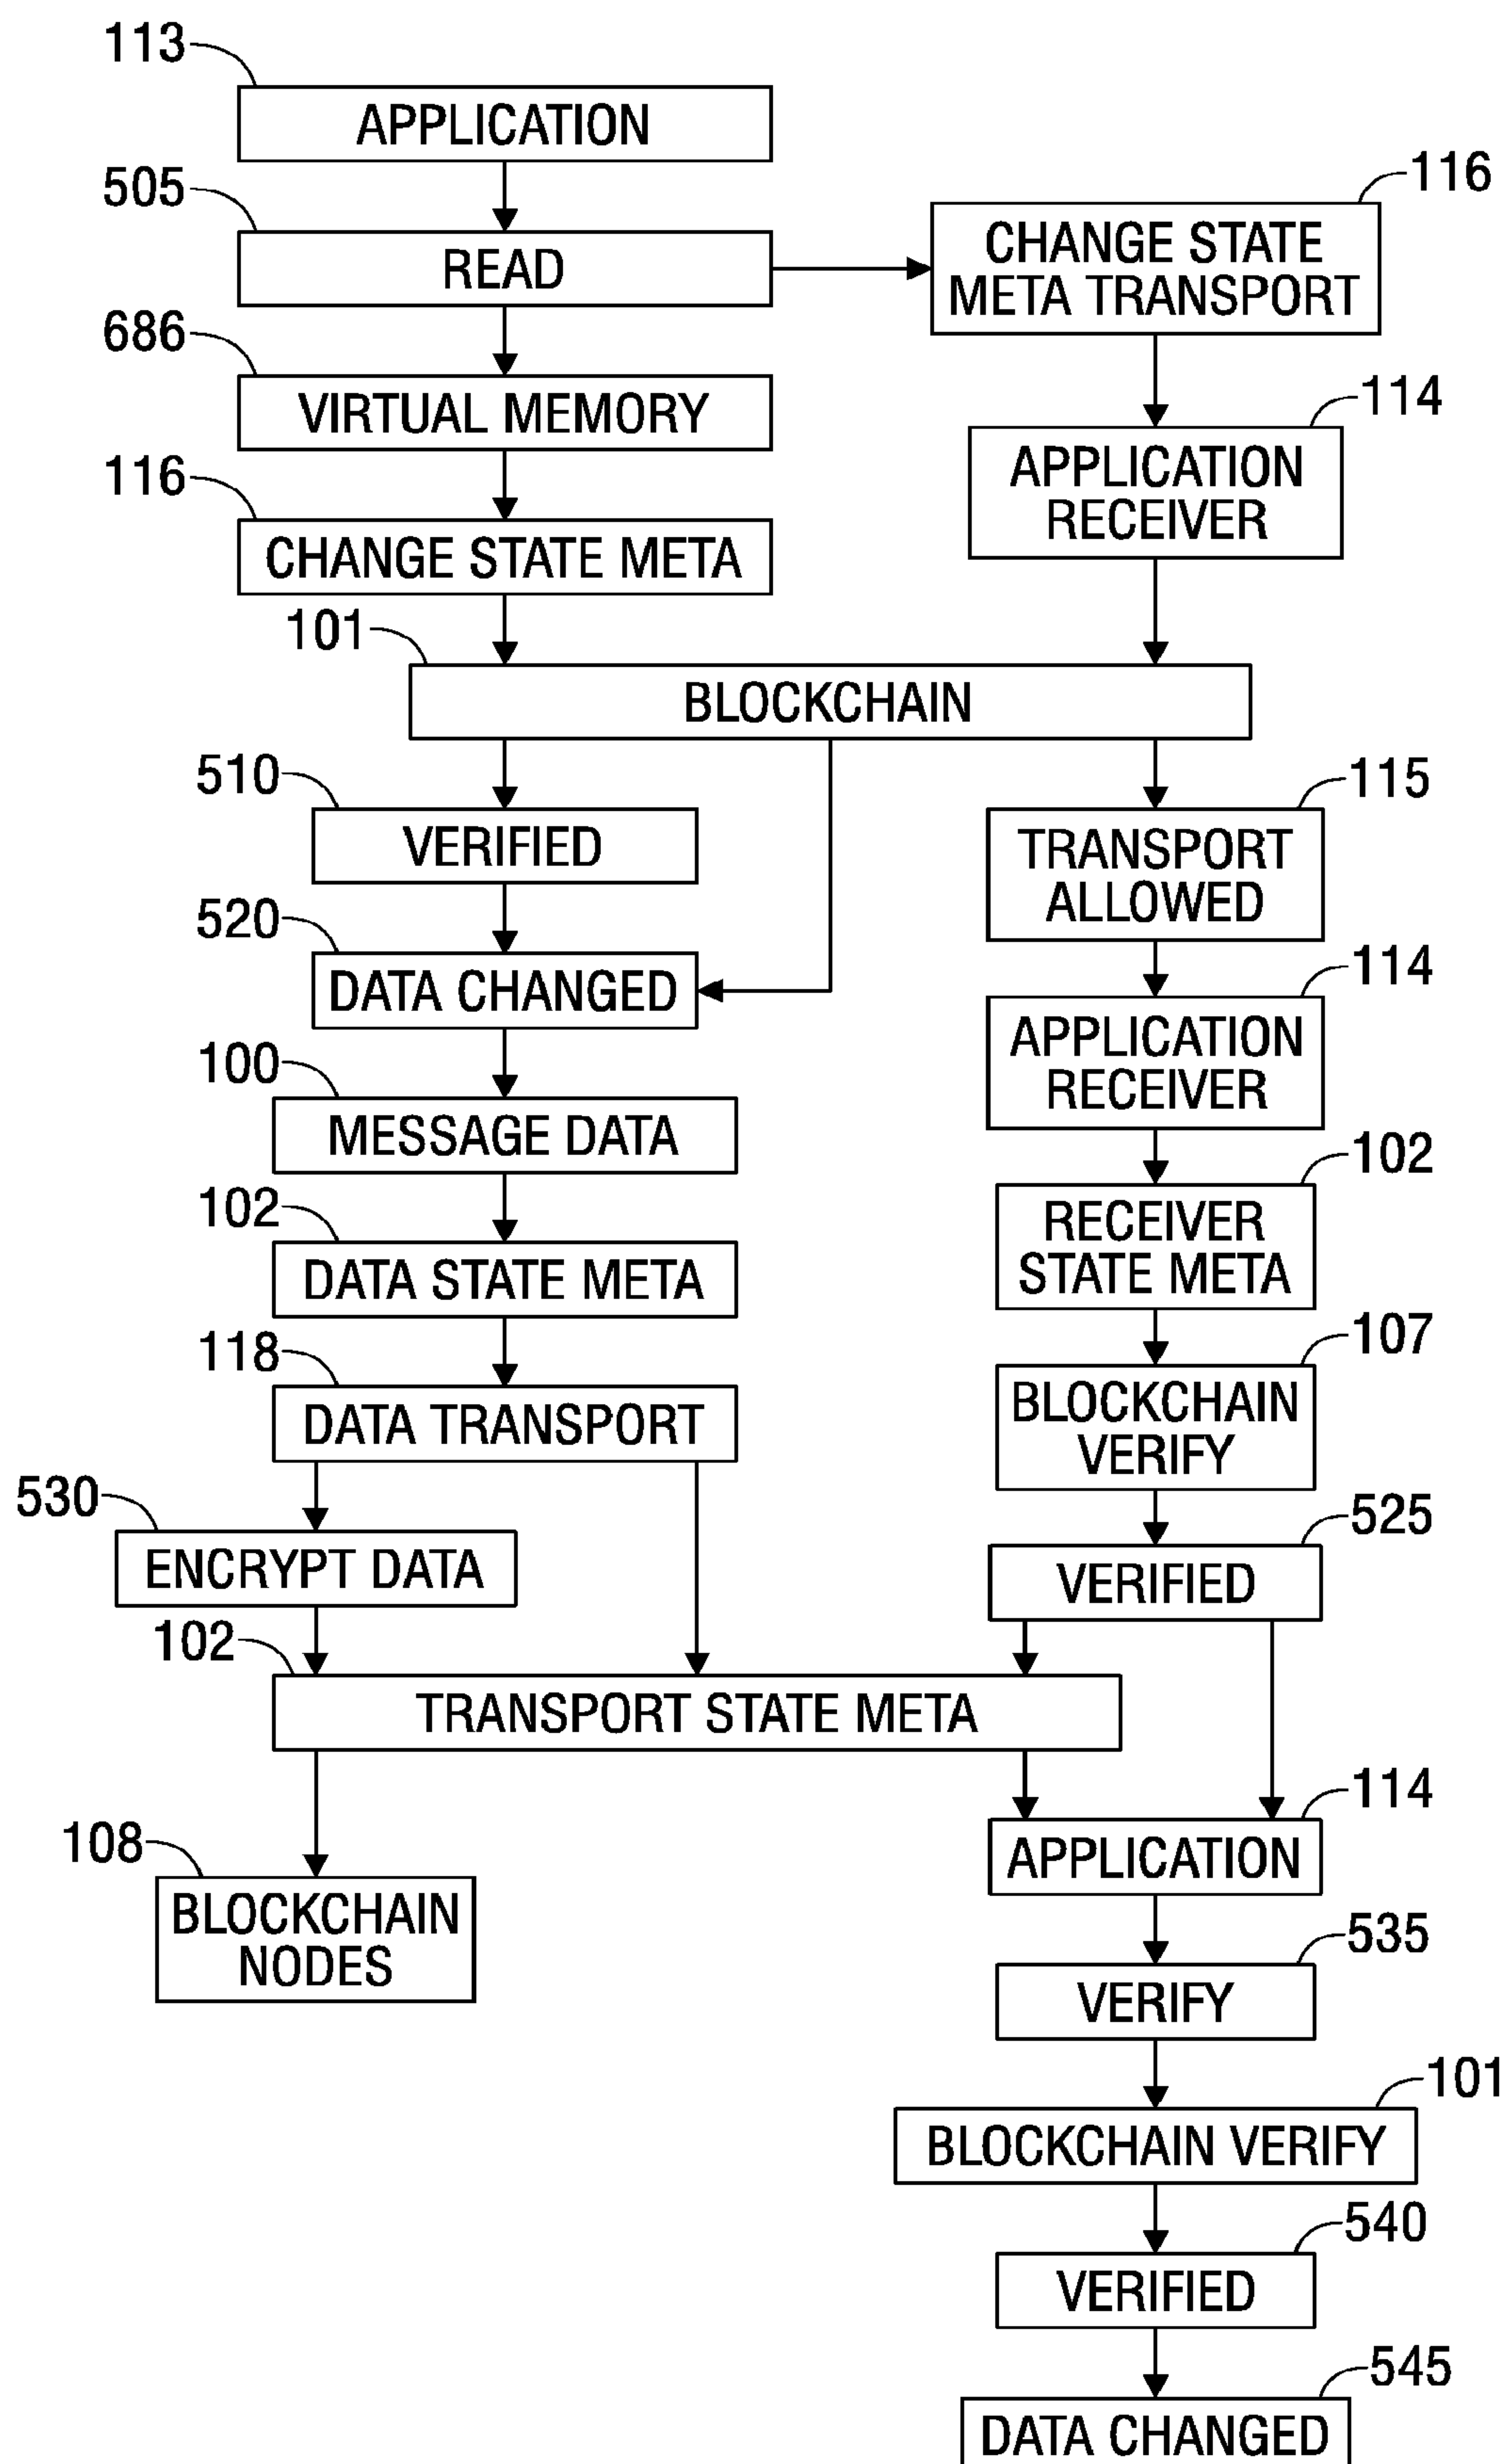 113
APPLICATION
505
READ
116
CHANGE STATE
META TRANSPORT
686
VIRTUAL MEMORY
114
APPLICATION
RECEIVER
116
CHANGE STATE META
101
BLOCKCHAIN
510
VERIFIED
115
TRANSPORT
ALLOWED
520
DATA CHANGED
114
APPLICATION
RECEIVER
100
MESSAGE DATA
102
RECEIVER
STATE META
102
DATA STATE META
107
BLOCKCHAIN
VERIFY
118
DATA TRANSPORT
525
VERIFIED
530
ENCRYPT DATA
102
TRANSPORT STATE META
114
APPLICATION
108
BLOCKCHAIN
NODES
535
VERIFY
101
BLOCKCHAIN VERIFY
540
VERIFIED
545
DATA CHANGED